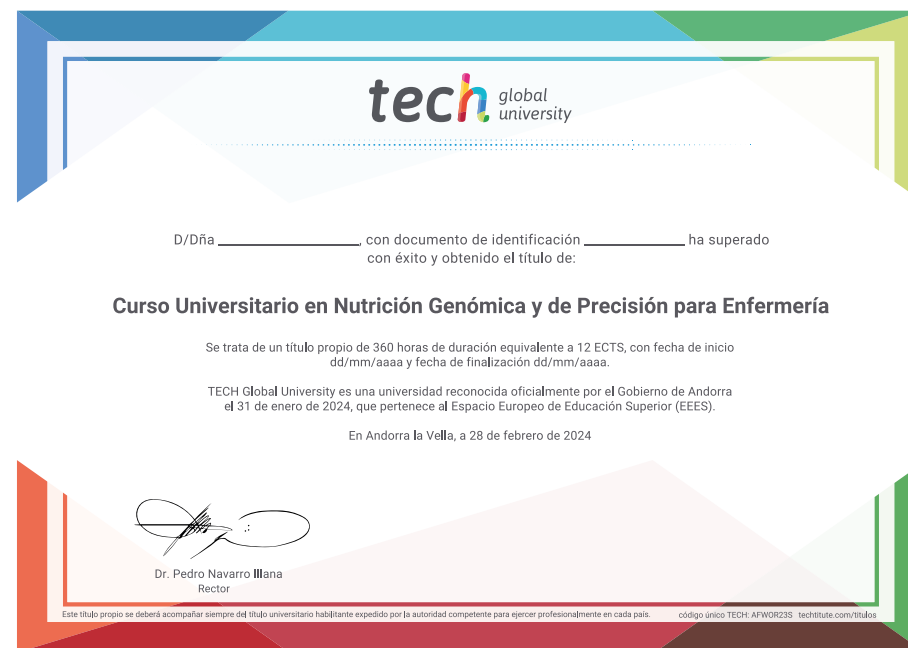 tech global university
D/Dña ____________________, con documento de identificación ______________ ha superado
con éxito y obtenido el título de:
Curso Universitario en Nutrición Genómica y de Precisión para Enfermería
Se trata de un título propio de 360 horas de duración equivalente a 12 ECTS, con fecha de inicio
dd/mm/aaaa y fecha de finalización dd/mm/aaaa.
TECH Global University es una universidad reconocida oficialmente por el Gobierno de Andorra
el 31 de enero de 2024, que pertenece al Espacio Europeo de Educación Superior (EEES).
En Andorra la Vella, a 28 de febrero de 2024
Dr. Pedro Navarro Illana
Rector
Este título propio se deberá acompañar siempre del título universitario habilitante expedido por la autoridad competente para ejercer profesionalmente en cada país. código único TECH: AFWOR23S techtitute.com/titulos